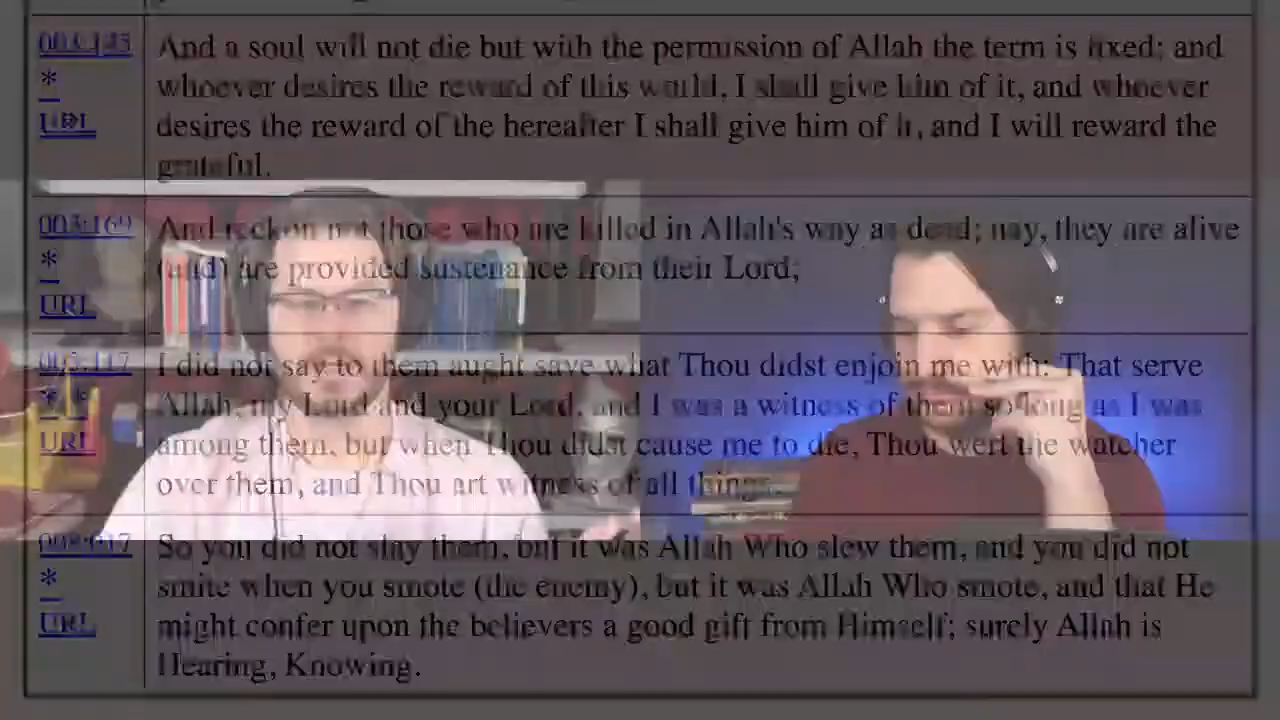 003:145
And a soul will not die but with the permission of Allah the term is fixed; and
*
whoever desires the reward of this world, I shall give him of it, and whoever
URL
desires the reward of the hereafter I shall give him of it, and I will reward the
grateful.
003:169
And reckon not those who are killed in Allah's way as dead; nay, they are alive
*
(and) are provided sustenance from their Lord;
URL
005:117
I did not say to them aught save what Thou didst enjoin me with: That serve
* *
Allah, my Lord and your Lord, and I was a witness of them so long as I was
URL
among them, but when Thou didst cause me to die, Thou wert the watcher
over them, and Thou art witness of all things.
008:017
So you did not slay them, but it was Allah Who slew them, and you did not
*
smite when you smote (the enemy), but it was Allah Who smote, and that He
URL
might confer upon the believers a good gift from Himself; surely Allah is
Hearing, Knowing.